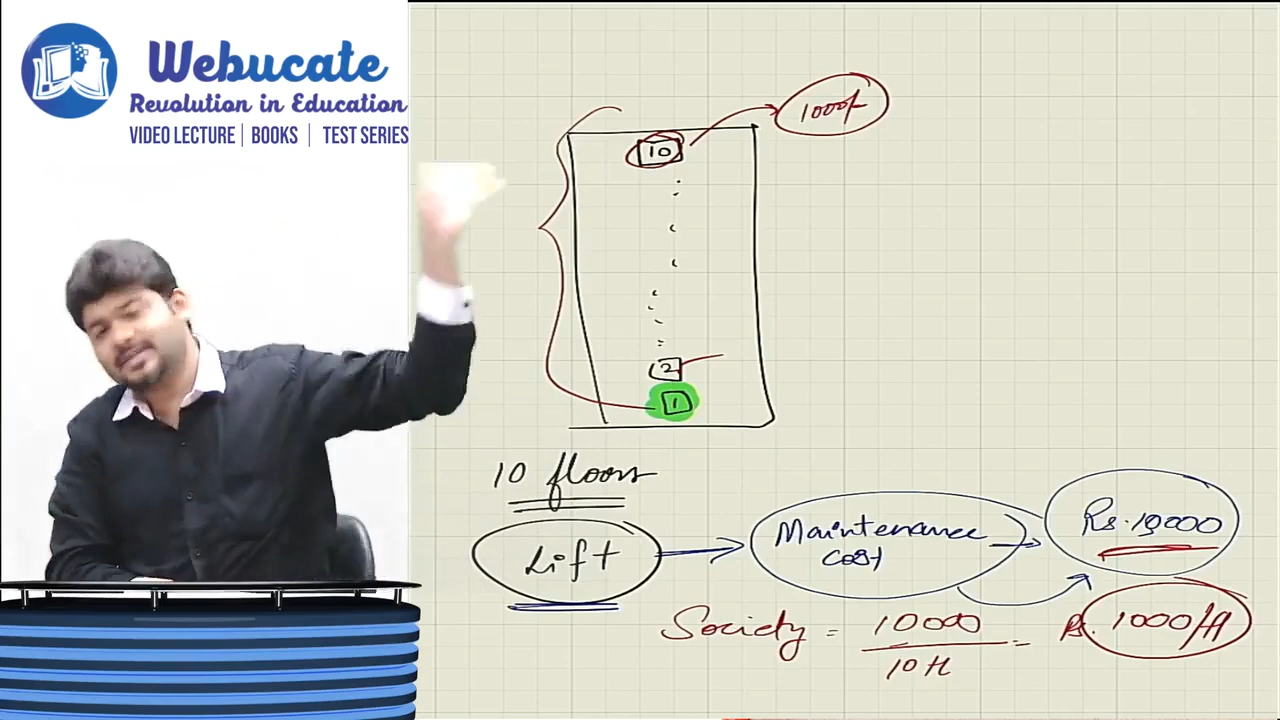 Webucate
Revolution in Education
VIDEO LECTURE | BOOKS | TEST SERIES
1000/-
10
2
1
10 floors
Lift
Maintenance
cost
Rs. 10000
Society = 10000 / 10 H = Rs. 1000/H